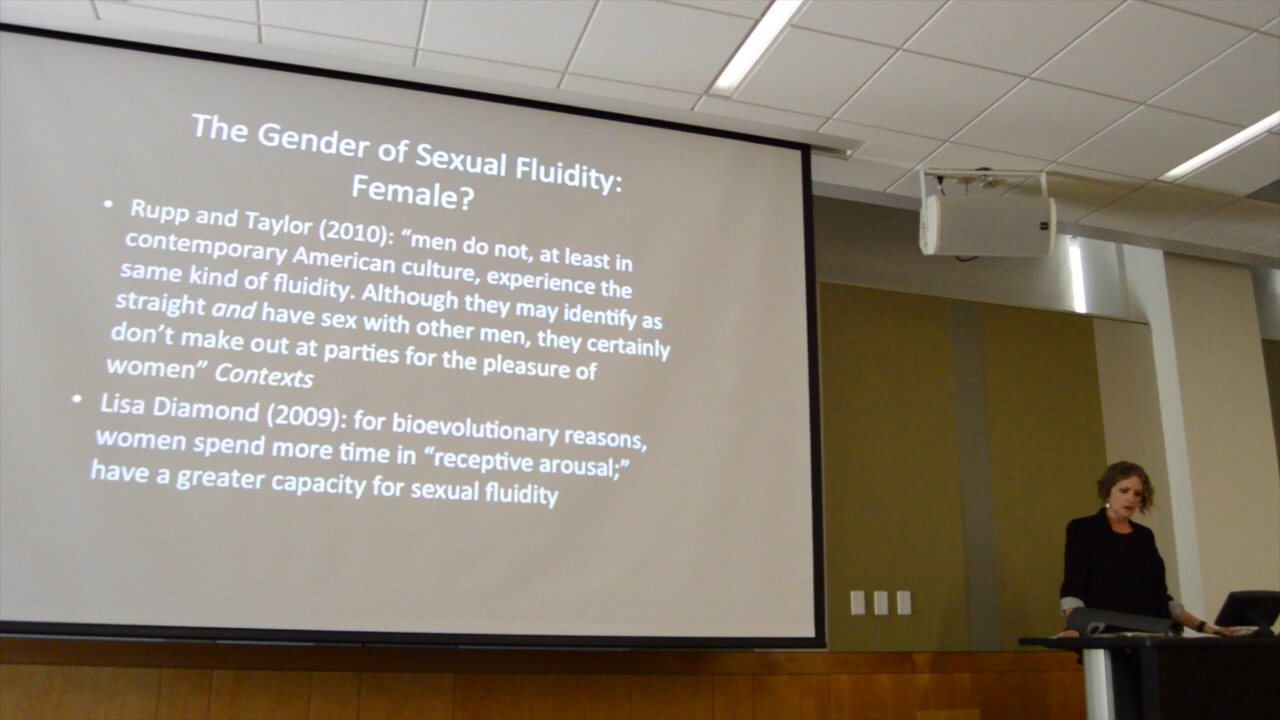 The Gender of Sexual Fluidity:
Female?
• Rupp and Taylor (2010): “men do not, at least in
contemporary American culture, experience the
same kind of fluidity. Although they may identify as
straight and have sex with other men, they certainly
don’t make out at parties for the pleasure of
women” Contexts
• Lisa Diamond (2009): for bioevolutionary reasons,
women spend more time in “receptive arousal;”
have a greater capacity for sexual fluidity